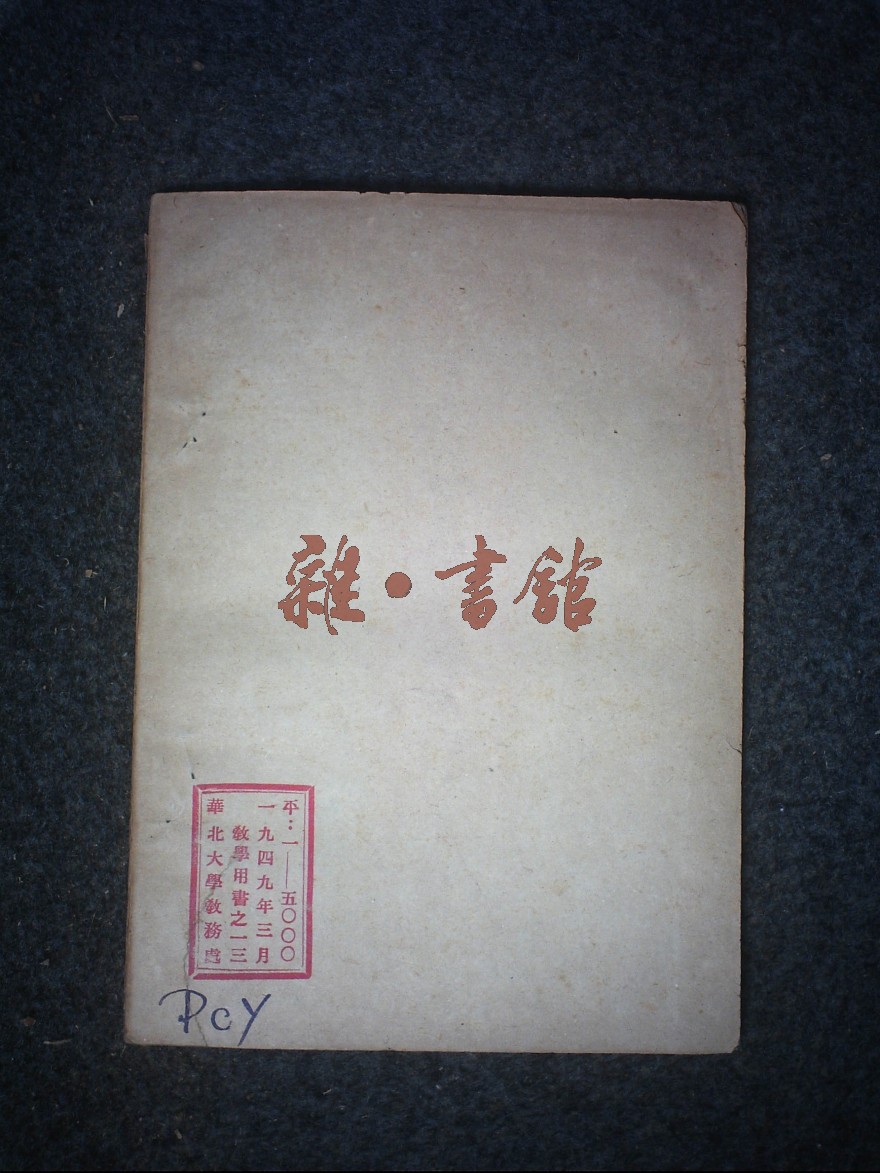 雜·書館
平：一——五〇〇〇
一九四九年三月
教學用書之一三
華北大學教務處
PCY